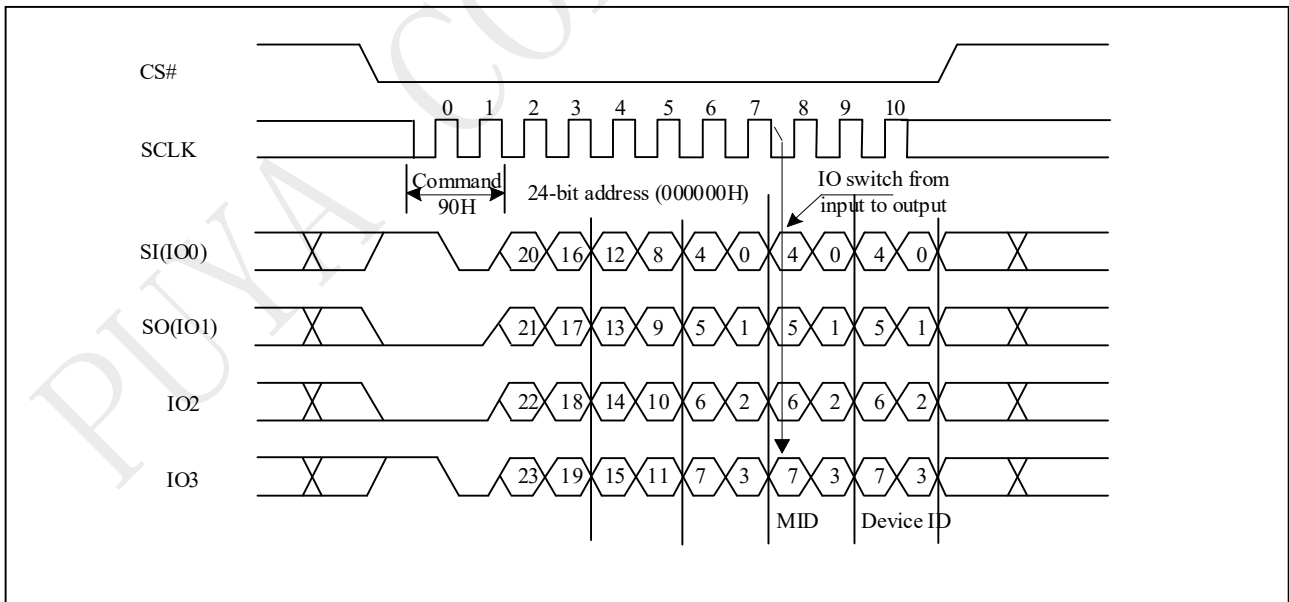 PUYA CON
CS#
0 1 2 3 4 5 6 7 8 9 10
SCLK
Command
90H
24-bit address (000000H)
IO switch from
input to output
SI(IO0) 20 16 12 8 4 0 4 0 4 0
SO(IO1) 21 17 13 9 5 1 5 1 5 1
IO2 22 18 14 10 6 2 6 2 6 2
IO3 23 19 15 11 7 3 7 3 7 3
MID Device ID